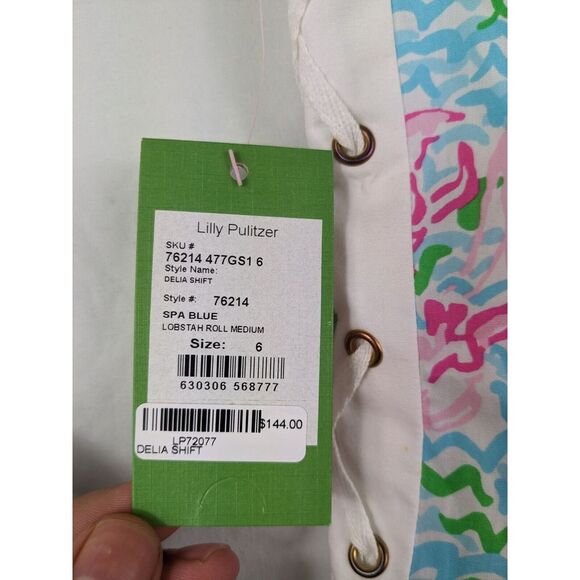 Lilly Pulitzer
SKU #
76214 477GS1 6
Style Name:
DELIA SHIFT
Style #: 76214
SPA BLUE
LOBSTAH ROLL MEDIUM
Size: 6
630306 568777
$144.00
LP72077
DELIA SHIFT